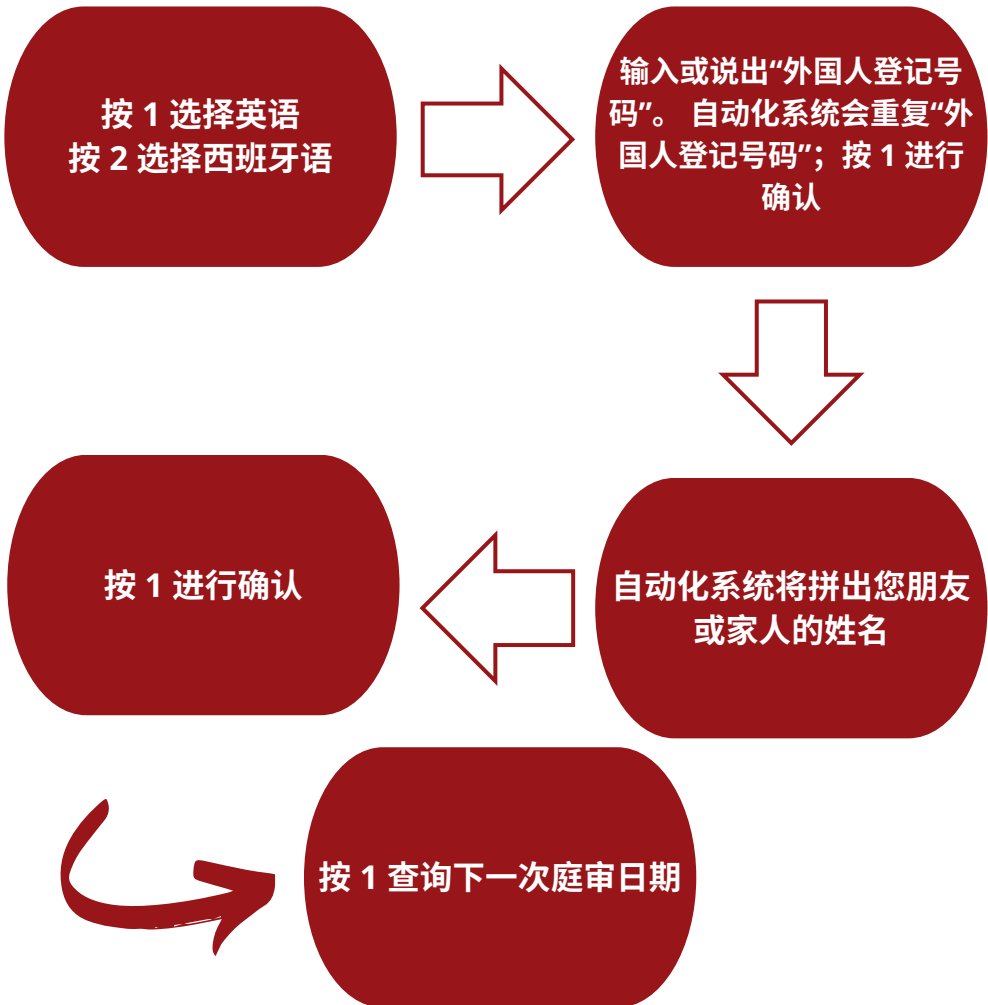 按 1 选择英语
按 2 选择西班牙语
输入或说出“外国人登记号
码”。 自动化系统会重复“外
国人登记号码”；按 1 进行
确认
自动化系统将拼出您朋友
或家人的姓名
按 1 进行确认
按 1 查询下一次庭审日期